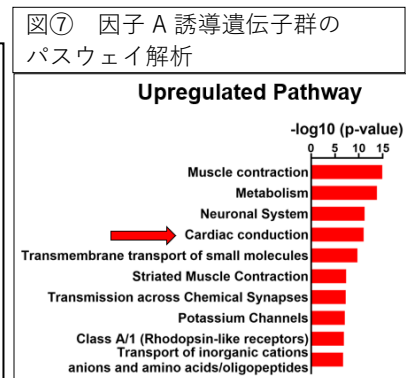 図⑦ 因子 A 誘導遺伝子群の
パスウェイ解析
Upregulated Pathway
-log10 (p-value)
0 5 10 15
Muscle contraction
Metabolism
Neuronal System
Cardiac conduction
Transmembrane transport of small molecules
Striated Muscle Contraction
Transmission across Chemical Synapses
Potassium Channels
Class A/1 (Rhodopsin-like receptors)
Transport of inorganic cations
anions and amino acids/oligopeptides